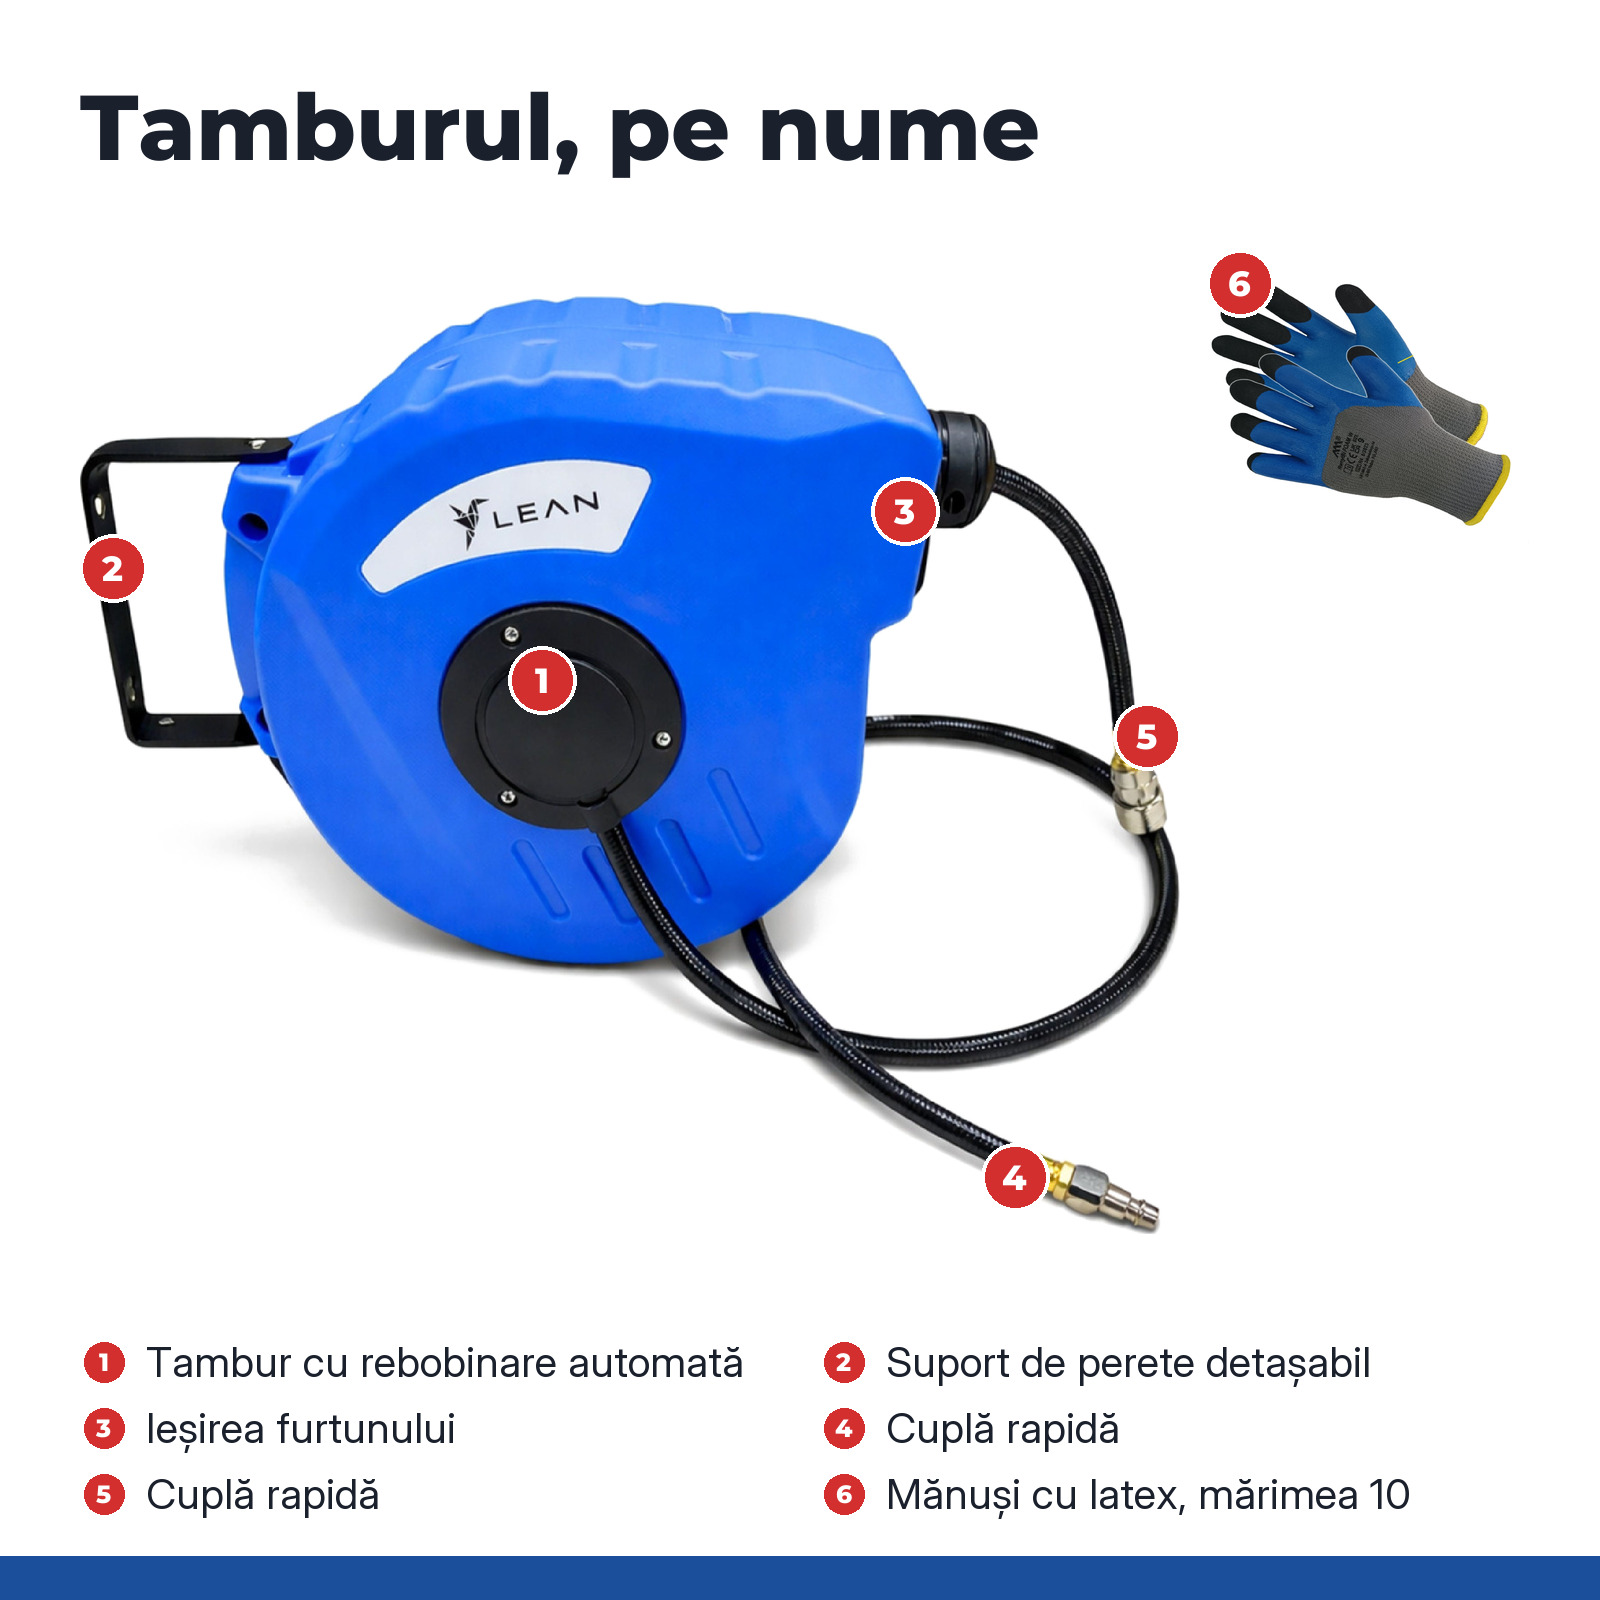 Tamburul, pe nume
6
LEAN
3
2
1
5
4
1 Tambur cu rebobinare automată
2 Suport de perete detașabil
3 Ieșirea furtunului
4 Cuplă rapidă
5 Cuplă rapidă
6 Mănuși cu latex, mărimea 10